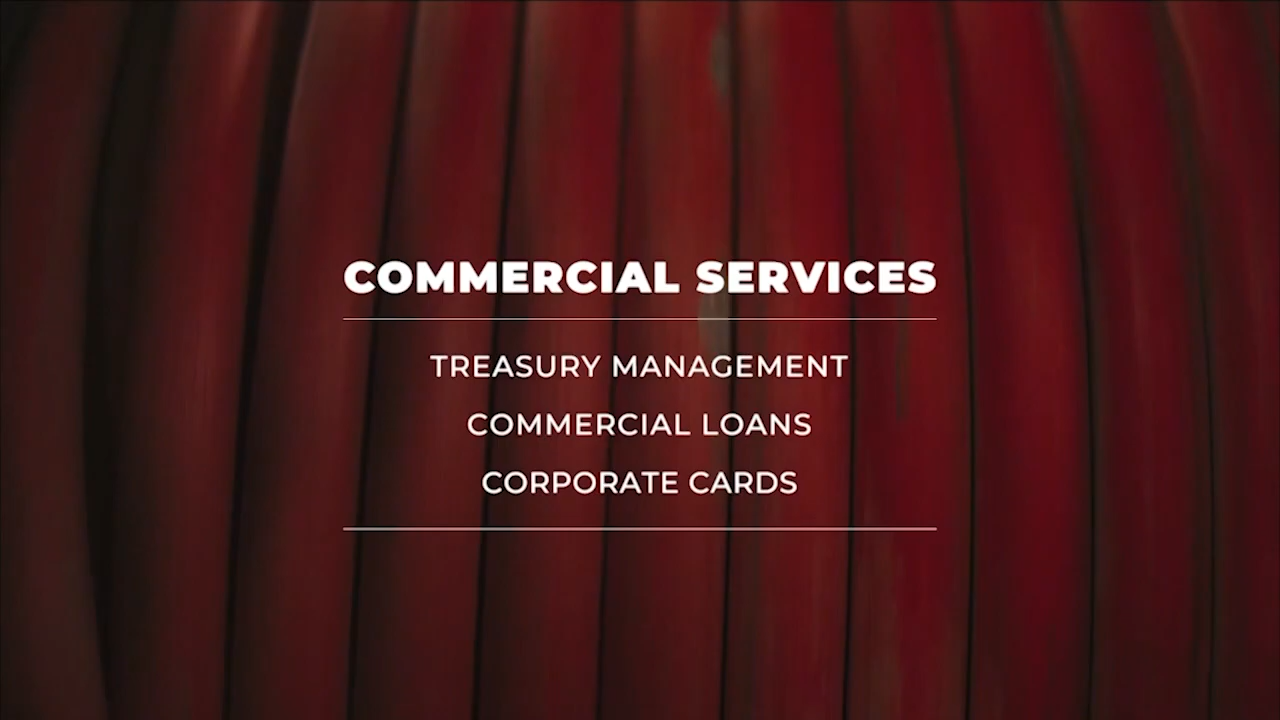 COMMERCIAL SERVICES
TREASURY MANAGEMENT
COMMERCIAL LOANS
CORPORATE CARDS